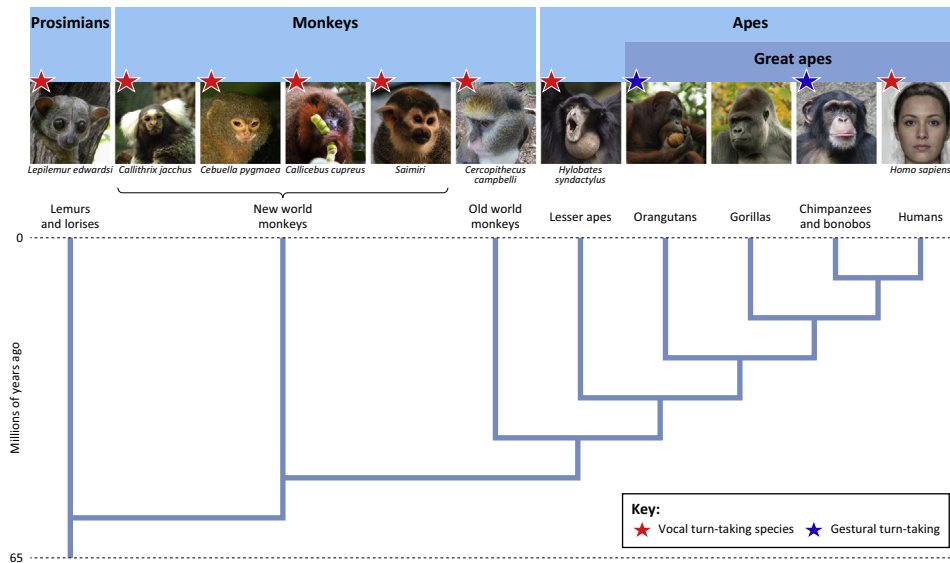 Prosimians
Monkeys
Apes
Great apes
Lepilemur edwardsi
Callithrix jacchus
Cebuella pygmaea
Callicebus cupreus
Saimiri
Cercopithecus
campbelli
Hylobates
syndactylus
Homo sapiens
Lemurs
and lorises
New world
monkeys
Old world
monkeys
Lesser apes
Orangutans
Gorillas
Chimpanzees
and bonobos
Humans
0
Millions of years ago
65
Key:
Vocal turn-taking species
Gestural turn-taking